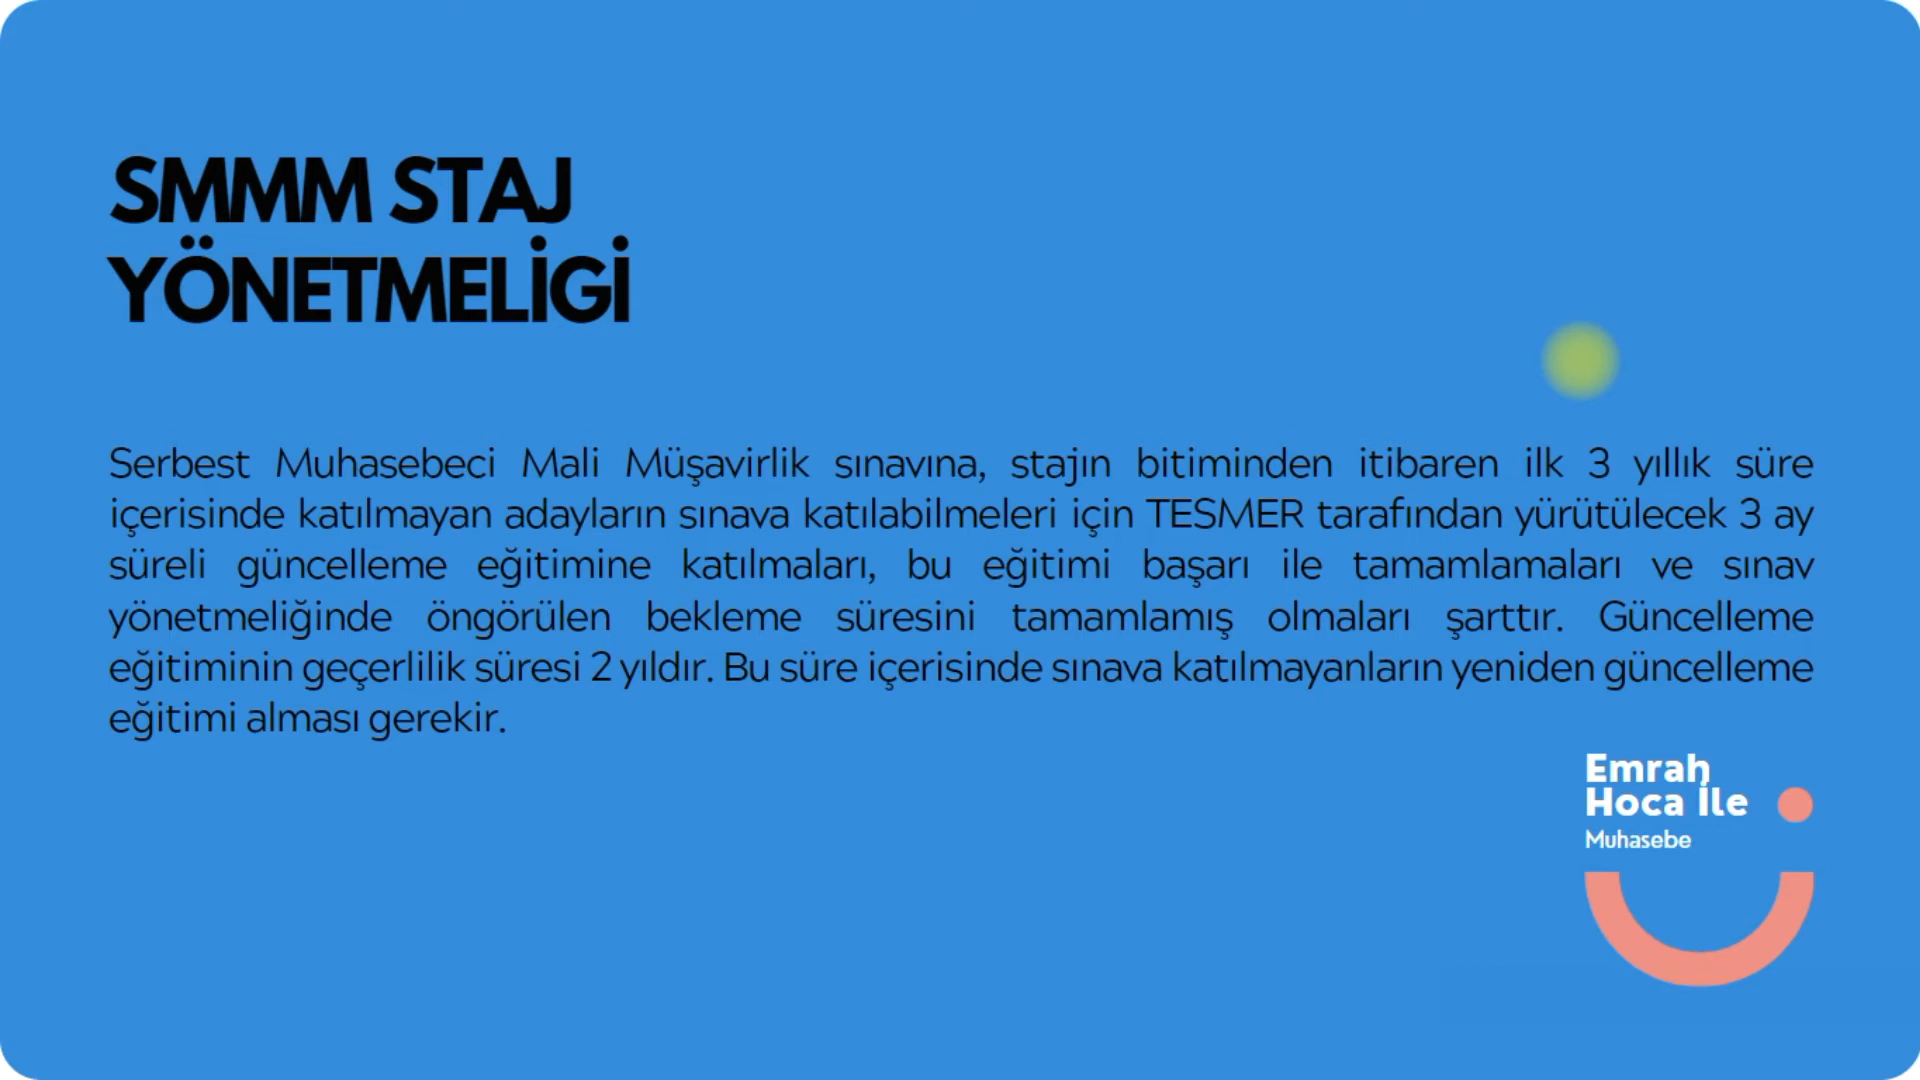 SMMM STAJ
YÖNETMELİGİ
Serbest Muhasebeci Mali Müşavirlik sınavına, stajın bitiminden itibaren ilk 3 yıllık süre
içerisinde katılmayan adayların sınava katılabilmeleri için TESMER tarafından yürütülecek 3 ay
süreli güncelleme eğitimine katılmaları, bu eğitimi başarı ile tamamlamaları ve sınav
yönetmeliğinde öngörülen bekleme süresini tamamlamış olmaları şarttır. Güncelleme
eğitiminin geçerlilik süresi 2 yıldır. Bu süre içerisinde sınava katılmayanların yeniden güncelleme
eğitimi alması gerekir.
Emrah
Hoca İle
Muhasebe